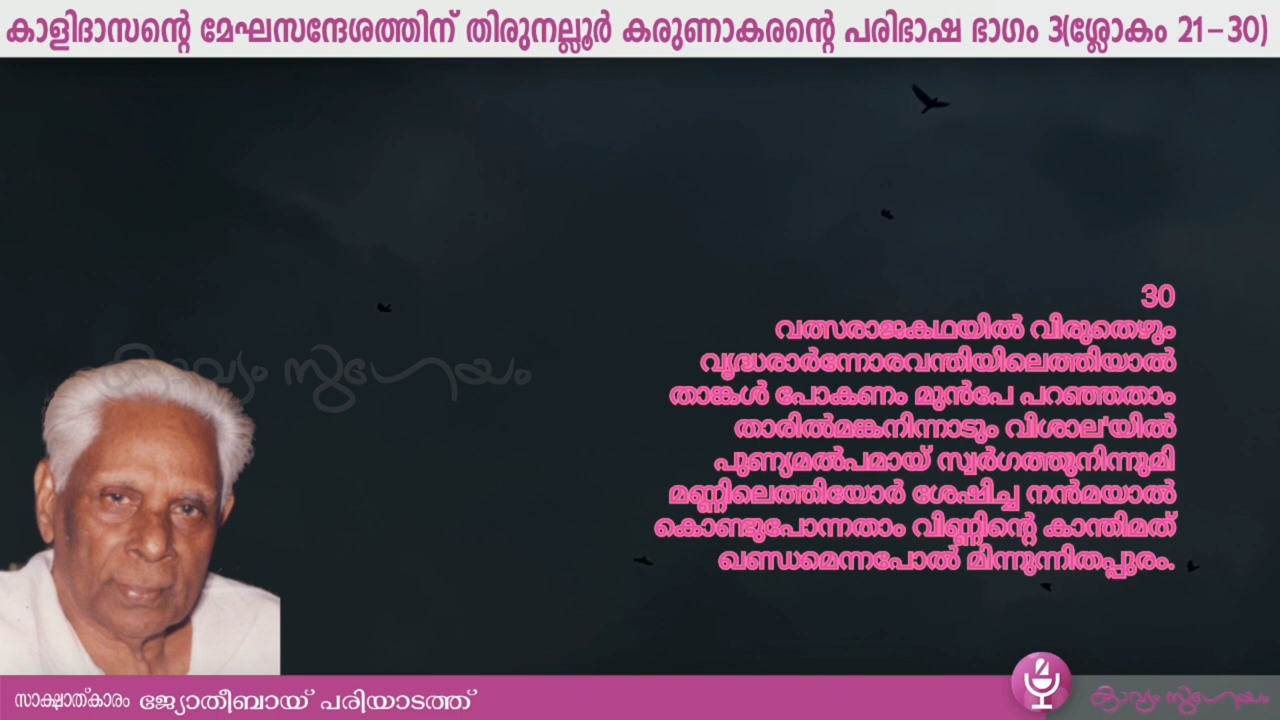 കാളിദാസന്റെ മേഘസന്ദേശത്തിന് തിരുനല്ലൂർ കരുണാകരന്റെ പരിഭാഷ ഭാഗം 3(ശ്ലോകം 21-30)
30
വത്സരാജകഥയിൽ വിരുതെഴും
വൃദ്ധരാർന്നോരവന്തിയിലെത്തിയാൽ
താങ്കൾ പോകണം മുൻപേ പറഞ്ഞതാം
താരിൽമങ്കനിന്നാടും വിശാല'യിൽ
പുണ്യമൽപമായ് സ്വർഗത്തുനിന്നുമി
മണ്ണിലെത്തിയോർ ശേഷിച്ച നൻമയാൽ
കൊണ്ടുപോന്നതാം വിണ്ണിന്റെ കാന്തിമത്
ഖണ്ഡമെന്നപോൽ മിന്നുന്നിതപ്പുരം.
കാവ്യം സുഗേയം
സാക്ഷാത്കാരം ജ്യോതീബായ് പരിയാടത്ത്
കാവ്യം സുഗേയം